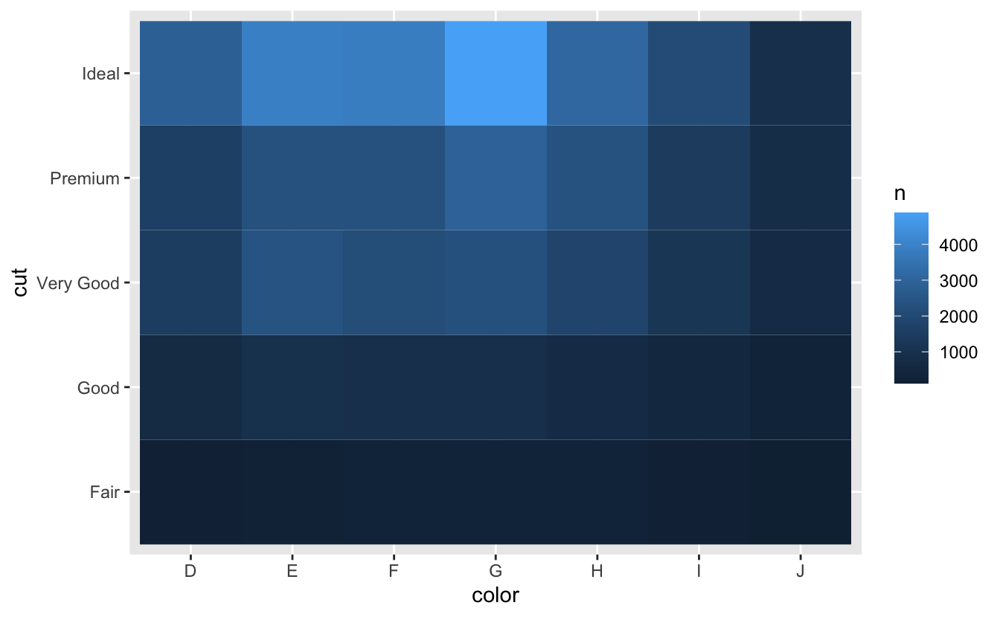 Ideal
Premium
Very Good
Good
Fair
cut
D E F G H I J
color
n
4000
3000
2000
1000